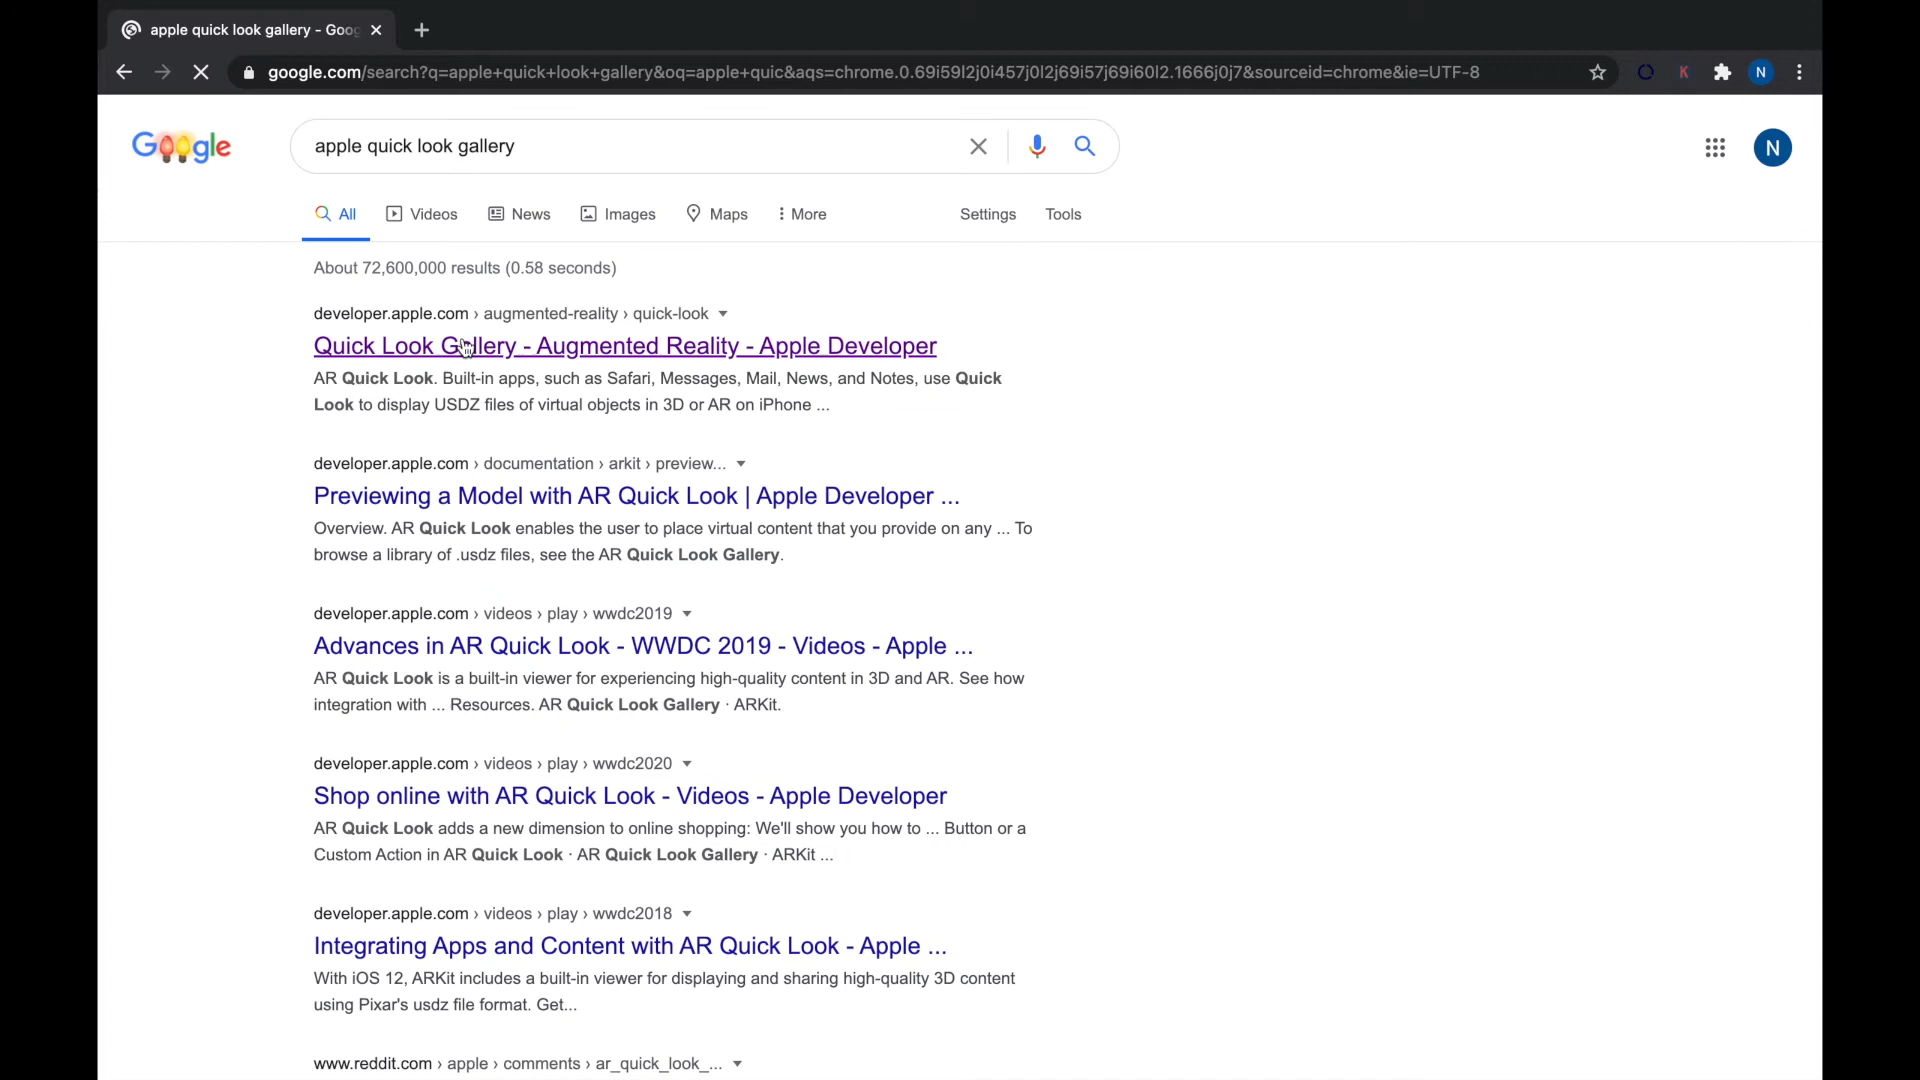 apple quick look gallery - Goog
google.com/search?q=apple+quick+look+gallery&oq=apple+quic&aqs=chrome.0.69i59l2j0i457j0l2j69i57j69i60l2.1666j0j7&sourceid=chrome&ie=UTF-8
K
N
Google
apple quick look gallery
N
All
Videos
News
Images
Maps
More
Settings
Tools
About 72,600,000 results (0.58 seconds)
developer.apple.com › augmented-reality › quick-look
Quick Look Gallery - Augmented Reality - Apple Developer
AR Quick Look. Built-in apps, such as Safari, Messages, Mail, News, and Notes, use Quick
Look to display USDZ files of virtual objects in 3D or AR on iPhone ...
developer.apple.com › documentation › arkit › preview...
Previewing a Model with AR Quick Look | Apple Developer ...
Overview. AR Quick Look enables the user to place virtual content that you provide on any ... To
browse a library of .usdz files, see the AR Quick Look Gallery.
developer.apple.com › videos › play › wwdc2019
Advances in AR Quick Look - WWDC 2019 - Videos - Apple ...
AR Quick Look is a built-in viewer for experiencing high-quality content in 3D and AR. See how
integration with ... Resources. AR Quick Look Gallery · ARKit.
developer.apple.com › videos › play › wwdc2020
Shop online with AR Quick Look - Videos - Apple Developer
AR Quick Look adds a new dimension to online shopping: We'll show you how to ... Button or a
Custom Action in AR Quick Look · AR Quick Look Gallery · ARKit ...
developer.apple.com › videos › play › wwdc2018
Integrating Apps and Content with AR Quick Look - Apple ...
With iOS 12, ARKit includes a built-in viewer for displaying and sharing high-quality 3D content
using Pixar's usdz file format. Get...
www.reddit.com › apple › comments › ar_quick_look_...